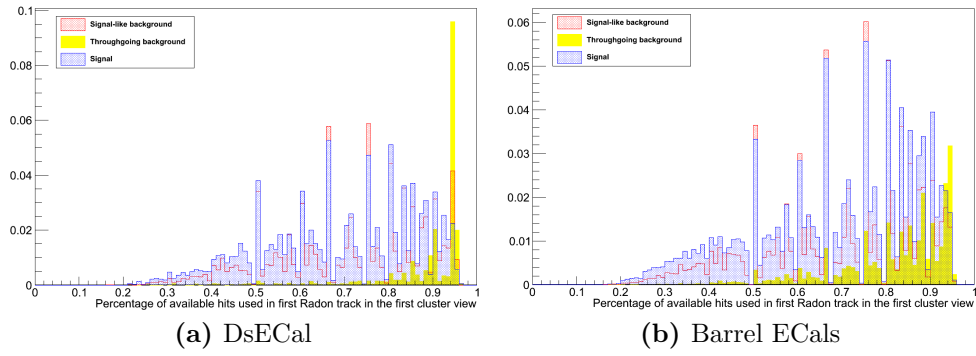 0.1
0.08
0.06
0.04
0.02
0
Signal-like background
Throughgoing background
Signal
0 0.1 0.2 0.3 0.4 0.5 0.6 0.7 0.8 0.9 1
Percentage of available hits used in first Radon track in the first cluster view
(a) DsECal
0.06
0.05
0.04
0.03
0.02
0.01
0
Signal-like background
Throughgoing background
Signal
0 0.1 0.2 0.3 0.4 0.5 0.6 0.7 0.8 0.9 1
Percentage of available hits used in first Radon track in the first cluster view
(b) Barrel ECals